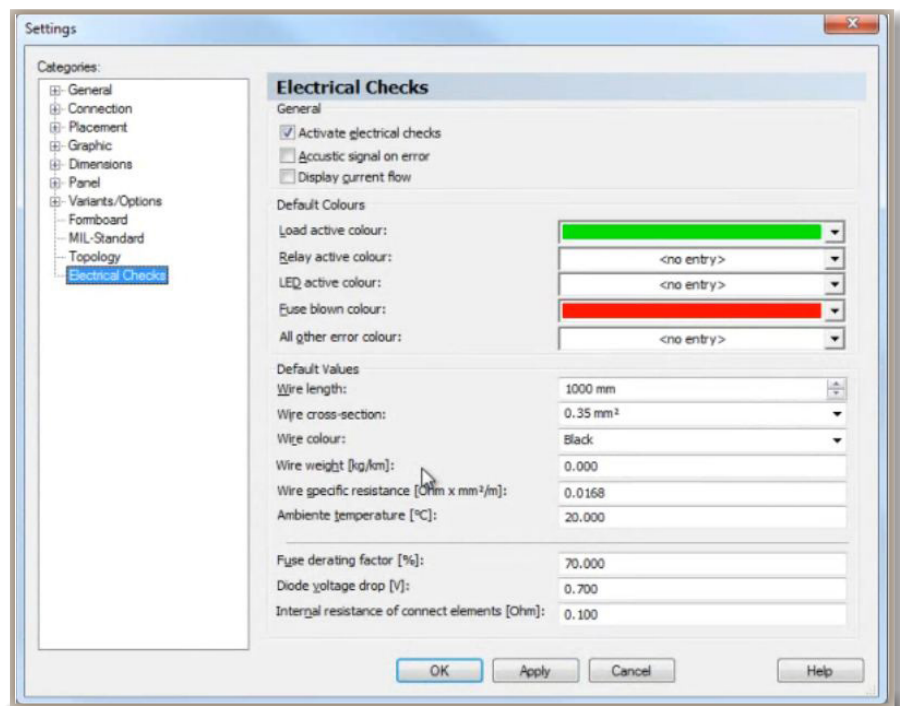 Settings
Categories:
General
Connection
Placement
Graphic
Dimensions
Panel
Variants/Options
Formboard
MIL-Standard
Topology
Electrical Checks
Electrical Checks
General
Activate electrical checks
Accustic signal on error
Display current flow
Default Colours
Load active colour:
Relay active colour: <no entry>
LED active colour: <no entry>
Fuse blown colour:
All other error colour: <no entry>
Default Values
Wire length: 1000 mm
Wire cross-section: 0.35 mm²
Wire colour: Black
Wire weight [kg/km]: 0.000
Wire specific resistance [Ohm x mm²/m]: 0.0168
Ambiente temperature [°C]: 20.000
Fuse derating factor [%]: 70.000
Diode voltage drop [V]: 0.700
Internal resistance of connect elements [Ohm]: 0.100
OK Apply Cancel Help